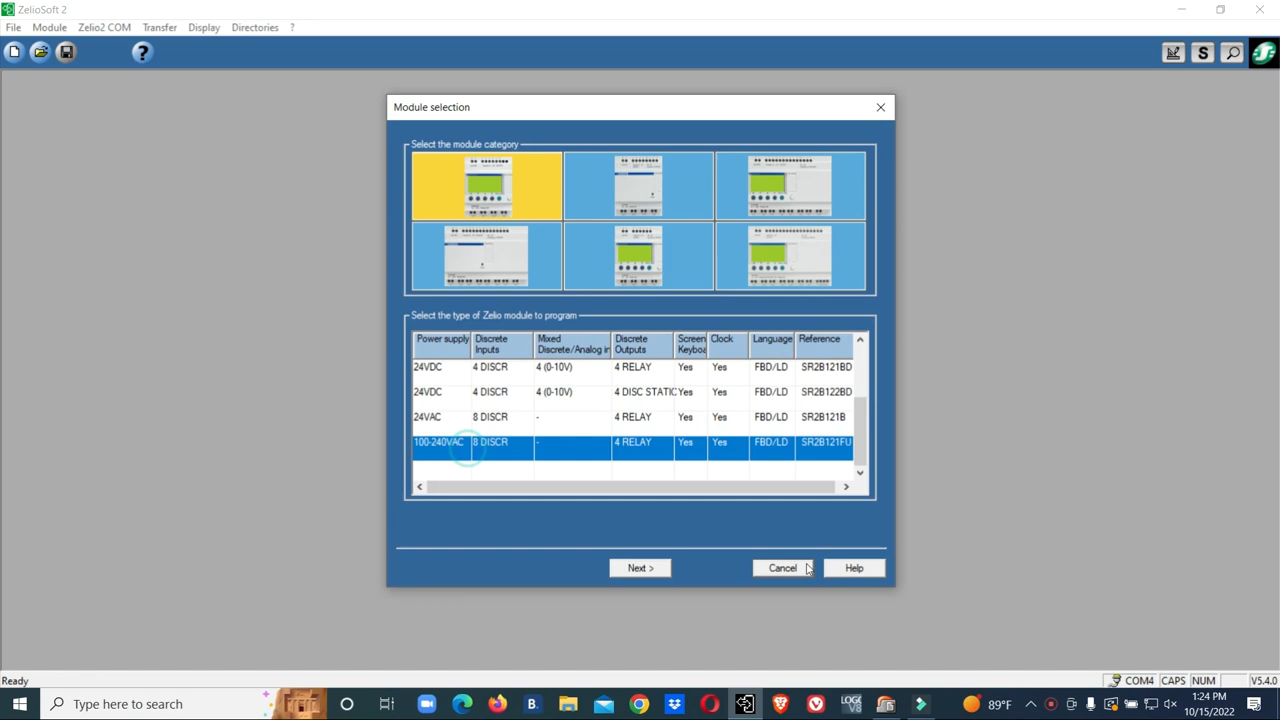 ZelioSoft 2
File Module Zelio2 COM Transfer Display Directories ?
?
S
Module selection
Select the module category
Select the type of Zelio module to program
Power supply Discrete Inputs Mixed Discrete/Analog in Discrete Outputs Screen Keyboa Clock Language Reference
24VDC 4 DISCR 4 (0-10V) 4 RELAY Yes Yes FBD/LD SR2B121BD
24VDC 4 DISCR 4 (0-10V) 4 DISC STATIC Yes Yes FBD/LD SR2B122BD
24VAC 8 DISCR - 4 RELAY Yes Yes FBD/LD SR2B121B
100-240VAC 8 DISCR - 4 RELAY Yes Yes FBD/LD SR2B121FU
Next > Cancel Help
Ready COM4 CAPS NUM V5.4.0
Type here to search 89°F 1:24 PM
10/15/2022